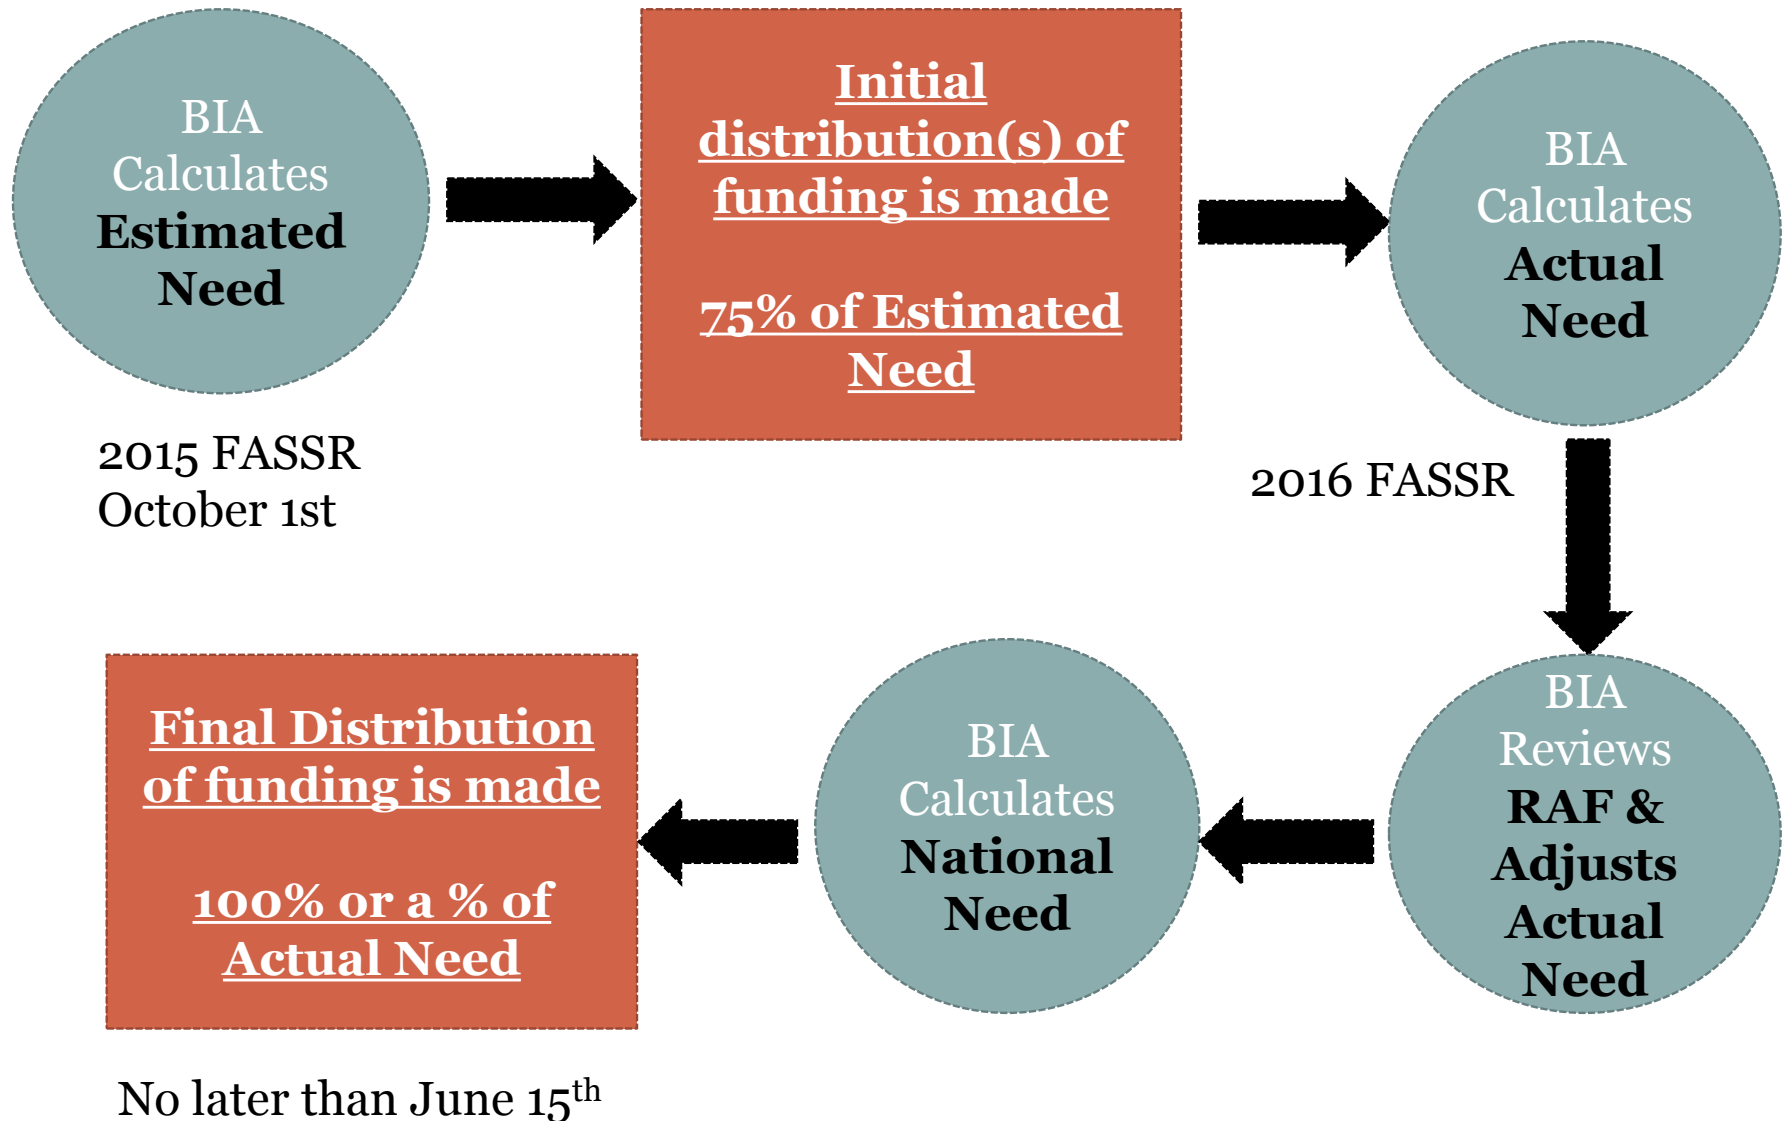 BIA
Calculates
Estimated
Need
2015 FASSR
October 1st
Initial
distribution(s) of
funding is made
75% of Estimated
Need
BIA
Calculates
Actual
Need
2016 FASSR
BIA
Reviews
RAF &
Adjusts
Actual
Need
BIA
Calculates
National
Need
Final Distribution
of funding is made
100% or a % of
Actual Need
No later than June 15th